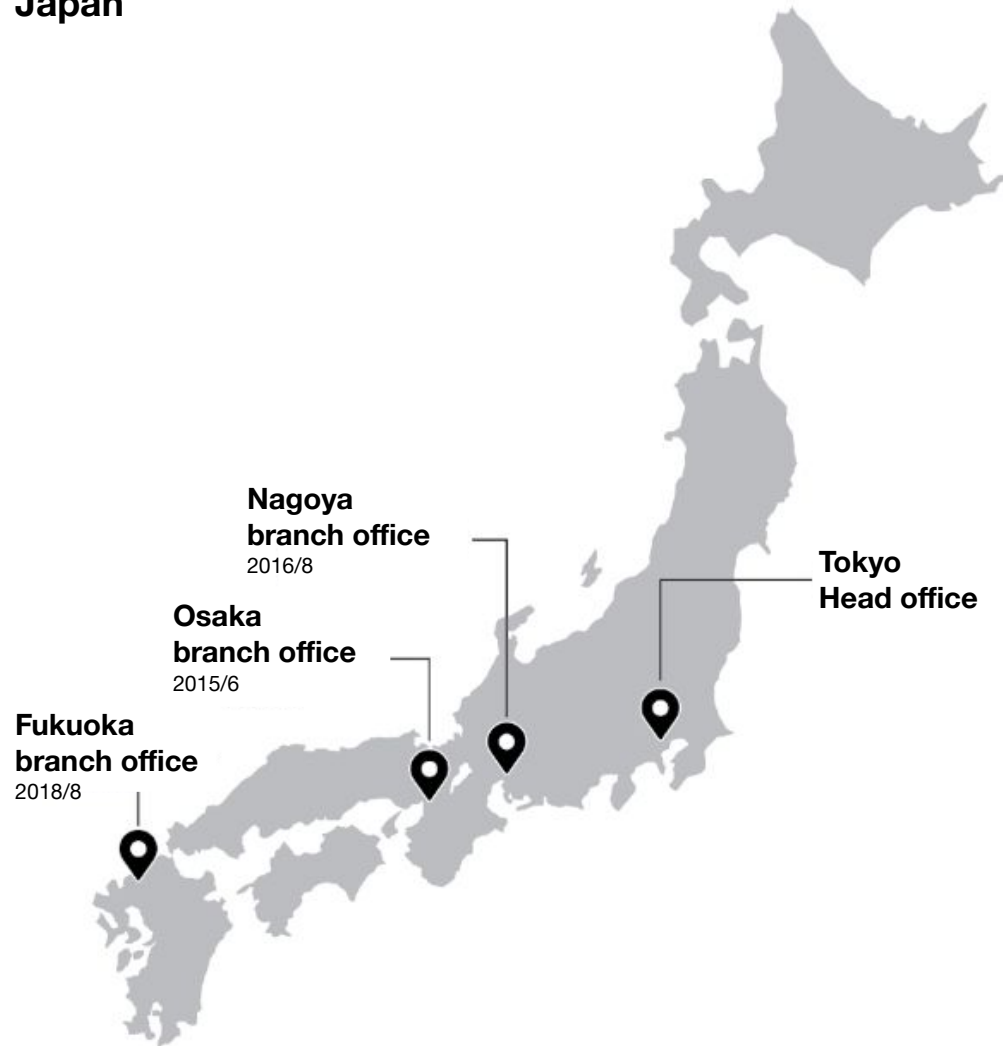 Japan
Nagoya
branch office
2016/8
Tokyo
Head office
Osaka
branch office
2015/6
Fukuoka
branch office
2018/8